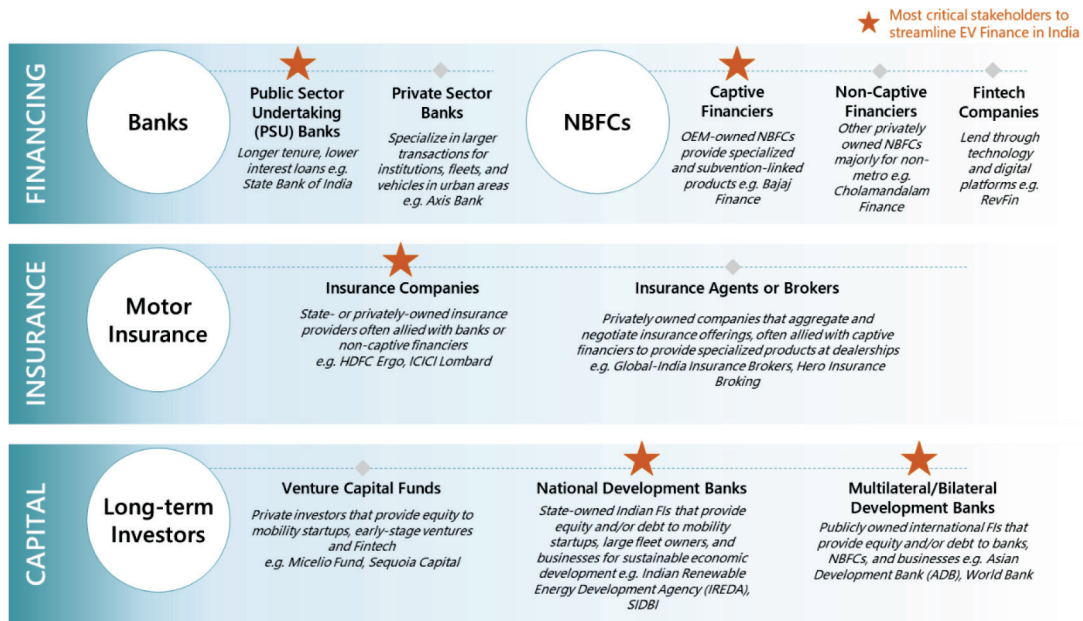 Most critical stakeholders to
streamline EV Finance in India
FINANCING
Banks
Public Sector
Undertaking
(PSU) Banks
Longer tenure, lower
interest loans e.g.
State Bank of India
Private Sector
Banks
Specialize in larger
transactions for
institutions, fleets, and
vehicles in urban areas
e.g. Axis Bank
NBFCs
Captive
Financiers
OEM-owned NBFCs
provide specialized
and subvention-linked
products e.g. Bajaj
Finance
Non-Captive
Financiers
Other privately
owned NBFCs
majorly for non-
metro e.g.
Cholamandalam
Finance
Fintech
Companies
Lend through
technology
and digital
platforms e.g.
RevFin
INSURANCE
Motor
Insurance
Insurance Companies
State- or privately-owned insurance
providers often allied with banks or
non-captive financiers
e.g. HDFC Ergo, ICICI Lombard
Insurance Agents or Brokers
Privately owned companies that aggregate and
negotiate insurance offerings, often allied with captive
financiers to provide specialized products at dealerships
e.g. Global-India Insurance Brokers, Hero Insurance
Broking
CAPITAL
Long-term
Investors
Venture Capital Funds
Private investors that provide equity to
mobility startups, early-stage ventures
and Fintech
e.g. Micelio Fund, Sequoia Capital
National Development Banks
State-owned Indian FIs that provide
equity and/or debt to mobility
startups, large fleet owners, and
businesses for sustainable economic
development e.g. Indian Renewable
Energy Development Agency (IREDA),
SIDBI
Multilateral/Bilateral
Development Banks
Publicly owned international FIs that
provide equity and/or debt to banks,
NBFCs, and businesses e.g. Asian
Development Bank (ADB), World Bank